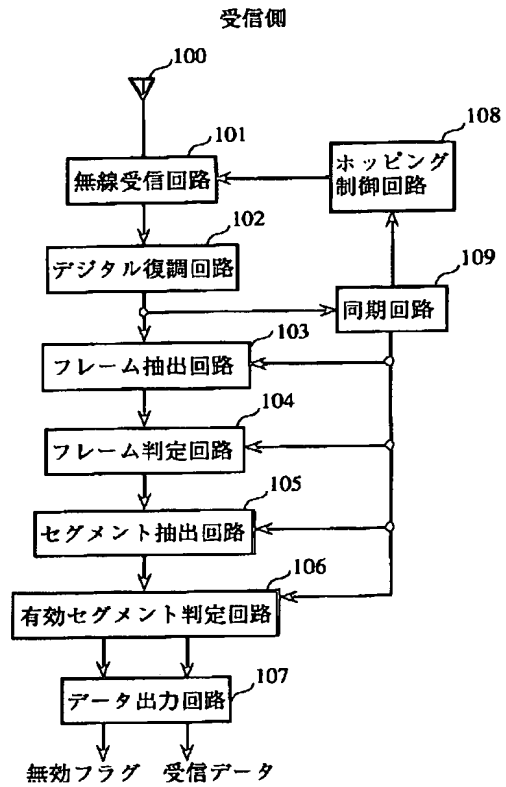 受信側
100
101
無線受信回路
108
ホッピング
制御回路
102
デジタル復調回路
109
同期回路
103
フレーム抽出回路
104
フレーム判定回路
105
セグメント抽出回路
106
有効セグメント判定回路
107
データ出力回路
無効フラグ 受信データ